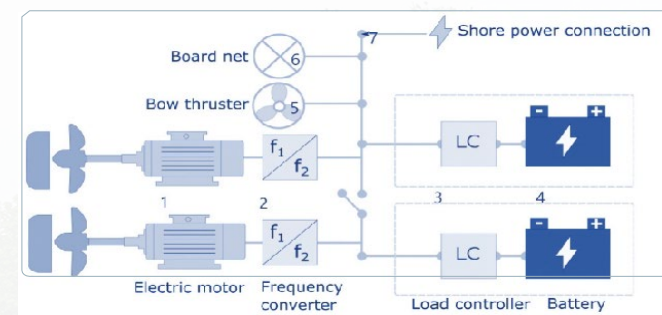 7
Shore power connection
Board net
6
Bow thruster
5
f₁
f₂
LC
- +
1
2
3
4
f₁
f₂
LC
- +
Electric motor
Frequency
converter
Load controller
Battery